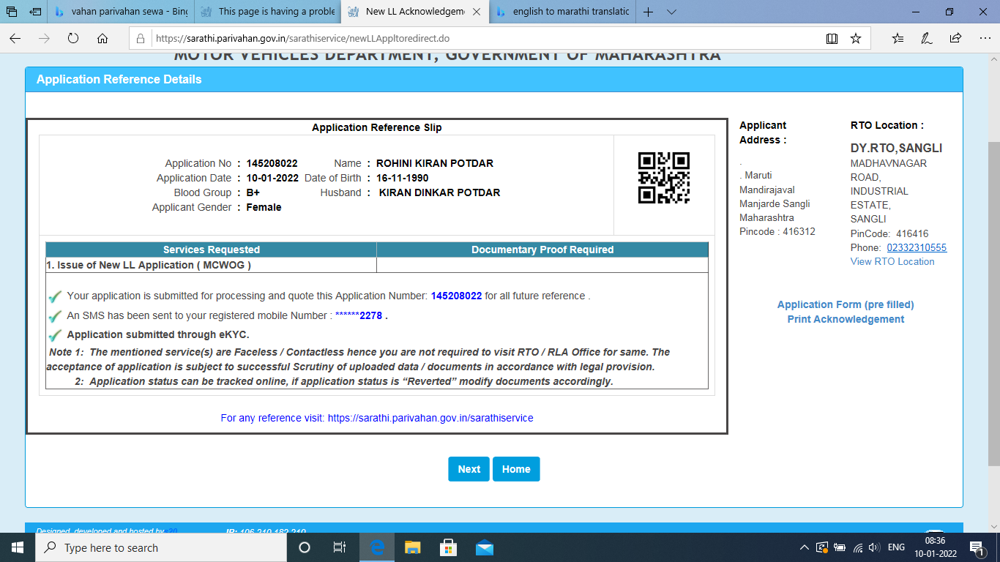 vahan parivahan sewa - Bing
This page is having a proble
New LL Acknowledgem
english to marathi translatic
https://sarathi.parivahan.gov.in/sarathiservice/newLLAppltoredirect.do
MOTOR VEHICLES DEPARTMENT, GOVERNMENT OF MAHARASHTRA
Application Reference Details
Application Reference Slip
Application No : 145208022 Name : ROHINI KIRAN POTDAR
Application Date : 10-01-2022 Date of Birth : 16-11-1990
Blood Group : B+ Husband : KIRAN DINKAR POTDAR
Applicant Gender : Female
Services Requested Documentary Proof Required
1. Issue of New LL Application ( MCWOG )
Your application is submitted for processing and quote this Application Number: 145208022 for all future reference .
An SMS has been sent to your registered mobile Number : ******2278 .
Application submitted through eKYC.
Note 1: The mentioned service(s) are Faceless / Contactless hence you are not required to visit RTO / RLA Office for same. The
acceptance of application is subject to successful Scrutiny of uploaded data / documents in accordance with legal provision.
2: Application status can be tracked online, if application status is “Reverted” modify documents accordingly.
For any reference visit: https://sarathi.parivahan.gov.in/sarathiservice
Applicant
Address :
.
. Maruti
Mandirajaval
Manjarde Sangli
Maharashtra
Pincode : 416312
RTO Location :
DY.RTO,SANGLI
MADHAVNAGAR
ROAD,
INDUSTRIAL
ESTATE,
SANGLI
PinCode: 416416
Phone: 02332310555
View RTO Location
Application Form (pre filled)
Print Acknowledgement
Next Home
Designed, developed and hosted by s20
IP: 106.210.182.210
Type here to search
ENG
08:36
10-01-2022
1